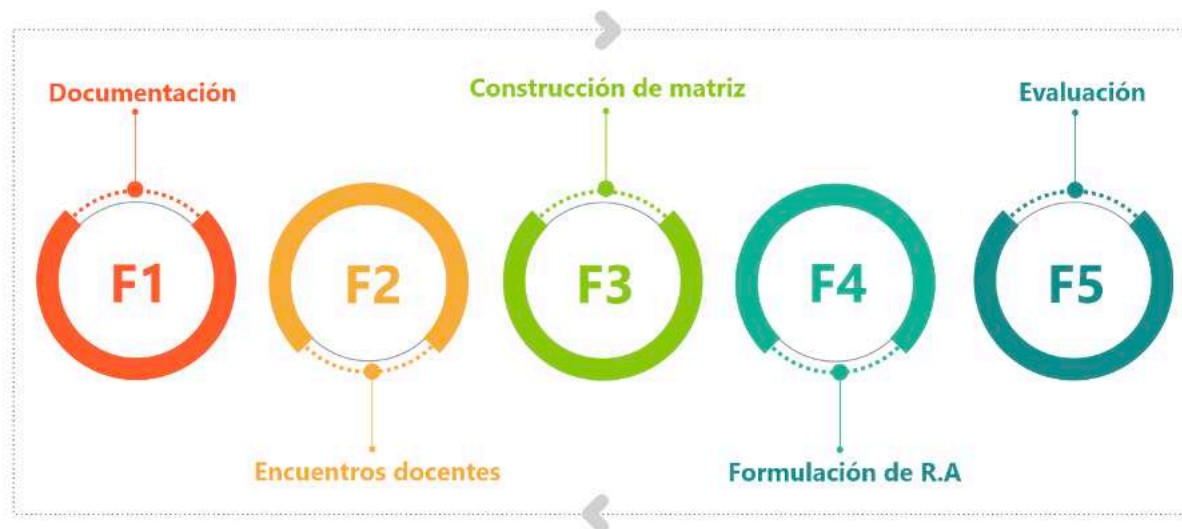 Documentación
Construcción de matriz
Evaluación
F1
F2
F3
F4
F5
Encuentros docentes
Formulación de R.A